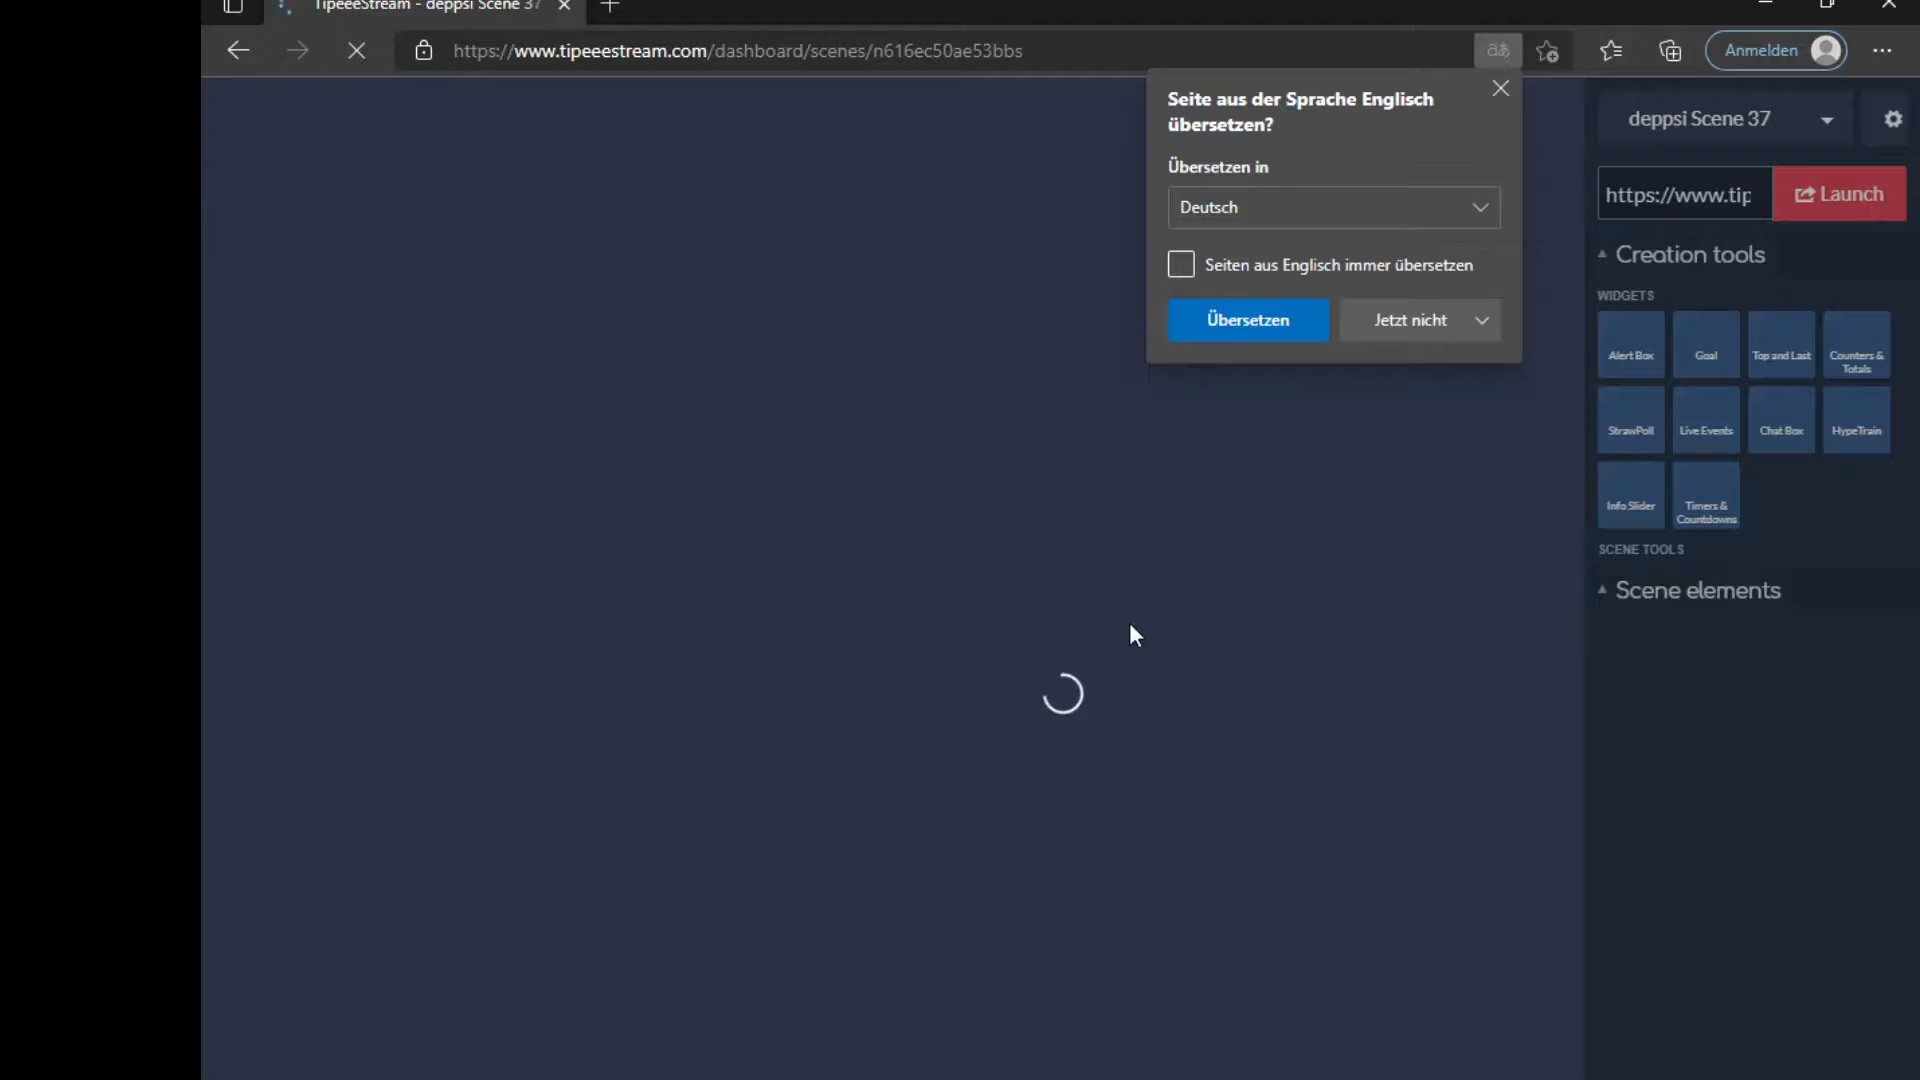 TipeeeStream - deppsi Scene 37
https://www.tipeeestream.com/dashboard/scenes/n616ec50ae53bbs
aあ
Anmelden
Seite aus der Sprache Englisch
übersetzen?
Übersetzen in
Deutsch
Seiten aus Englisch immer übersetzen
Übersetzen
Jetzt nicht
deppsi Scene 37
https://www.tip
Launch
Creation tools
WIDGETS
Alert Box
Goal
Top and Last
Counters &
Totals
StrawPoll
Live Events
Chat Box
HypeTrain
Info Slider
Timers &
Countdowns
SCENE TOOLS
Scene elements